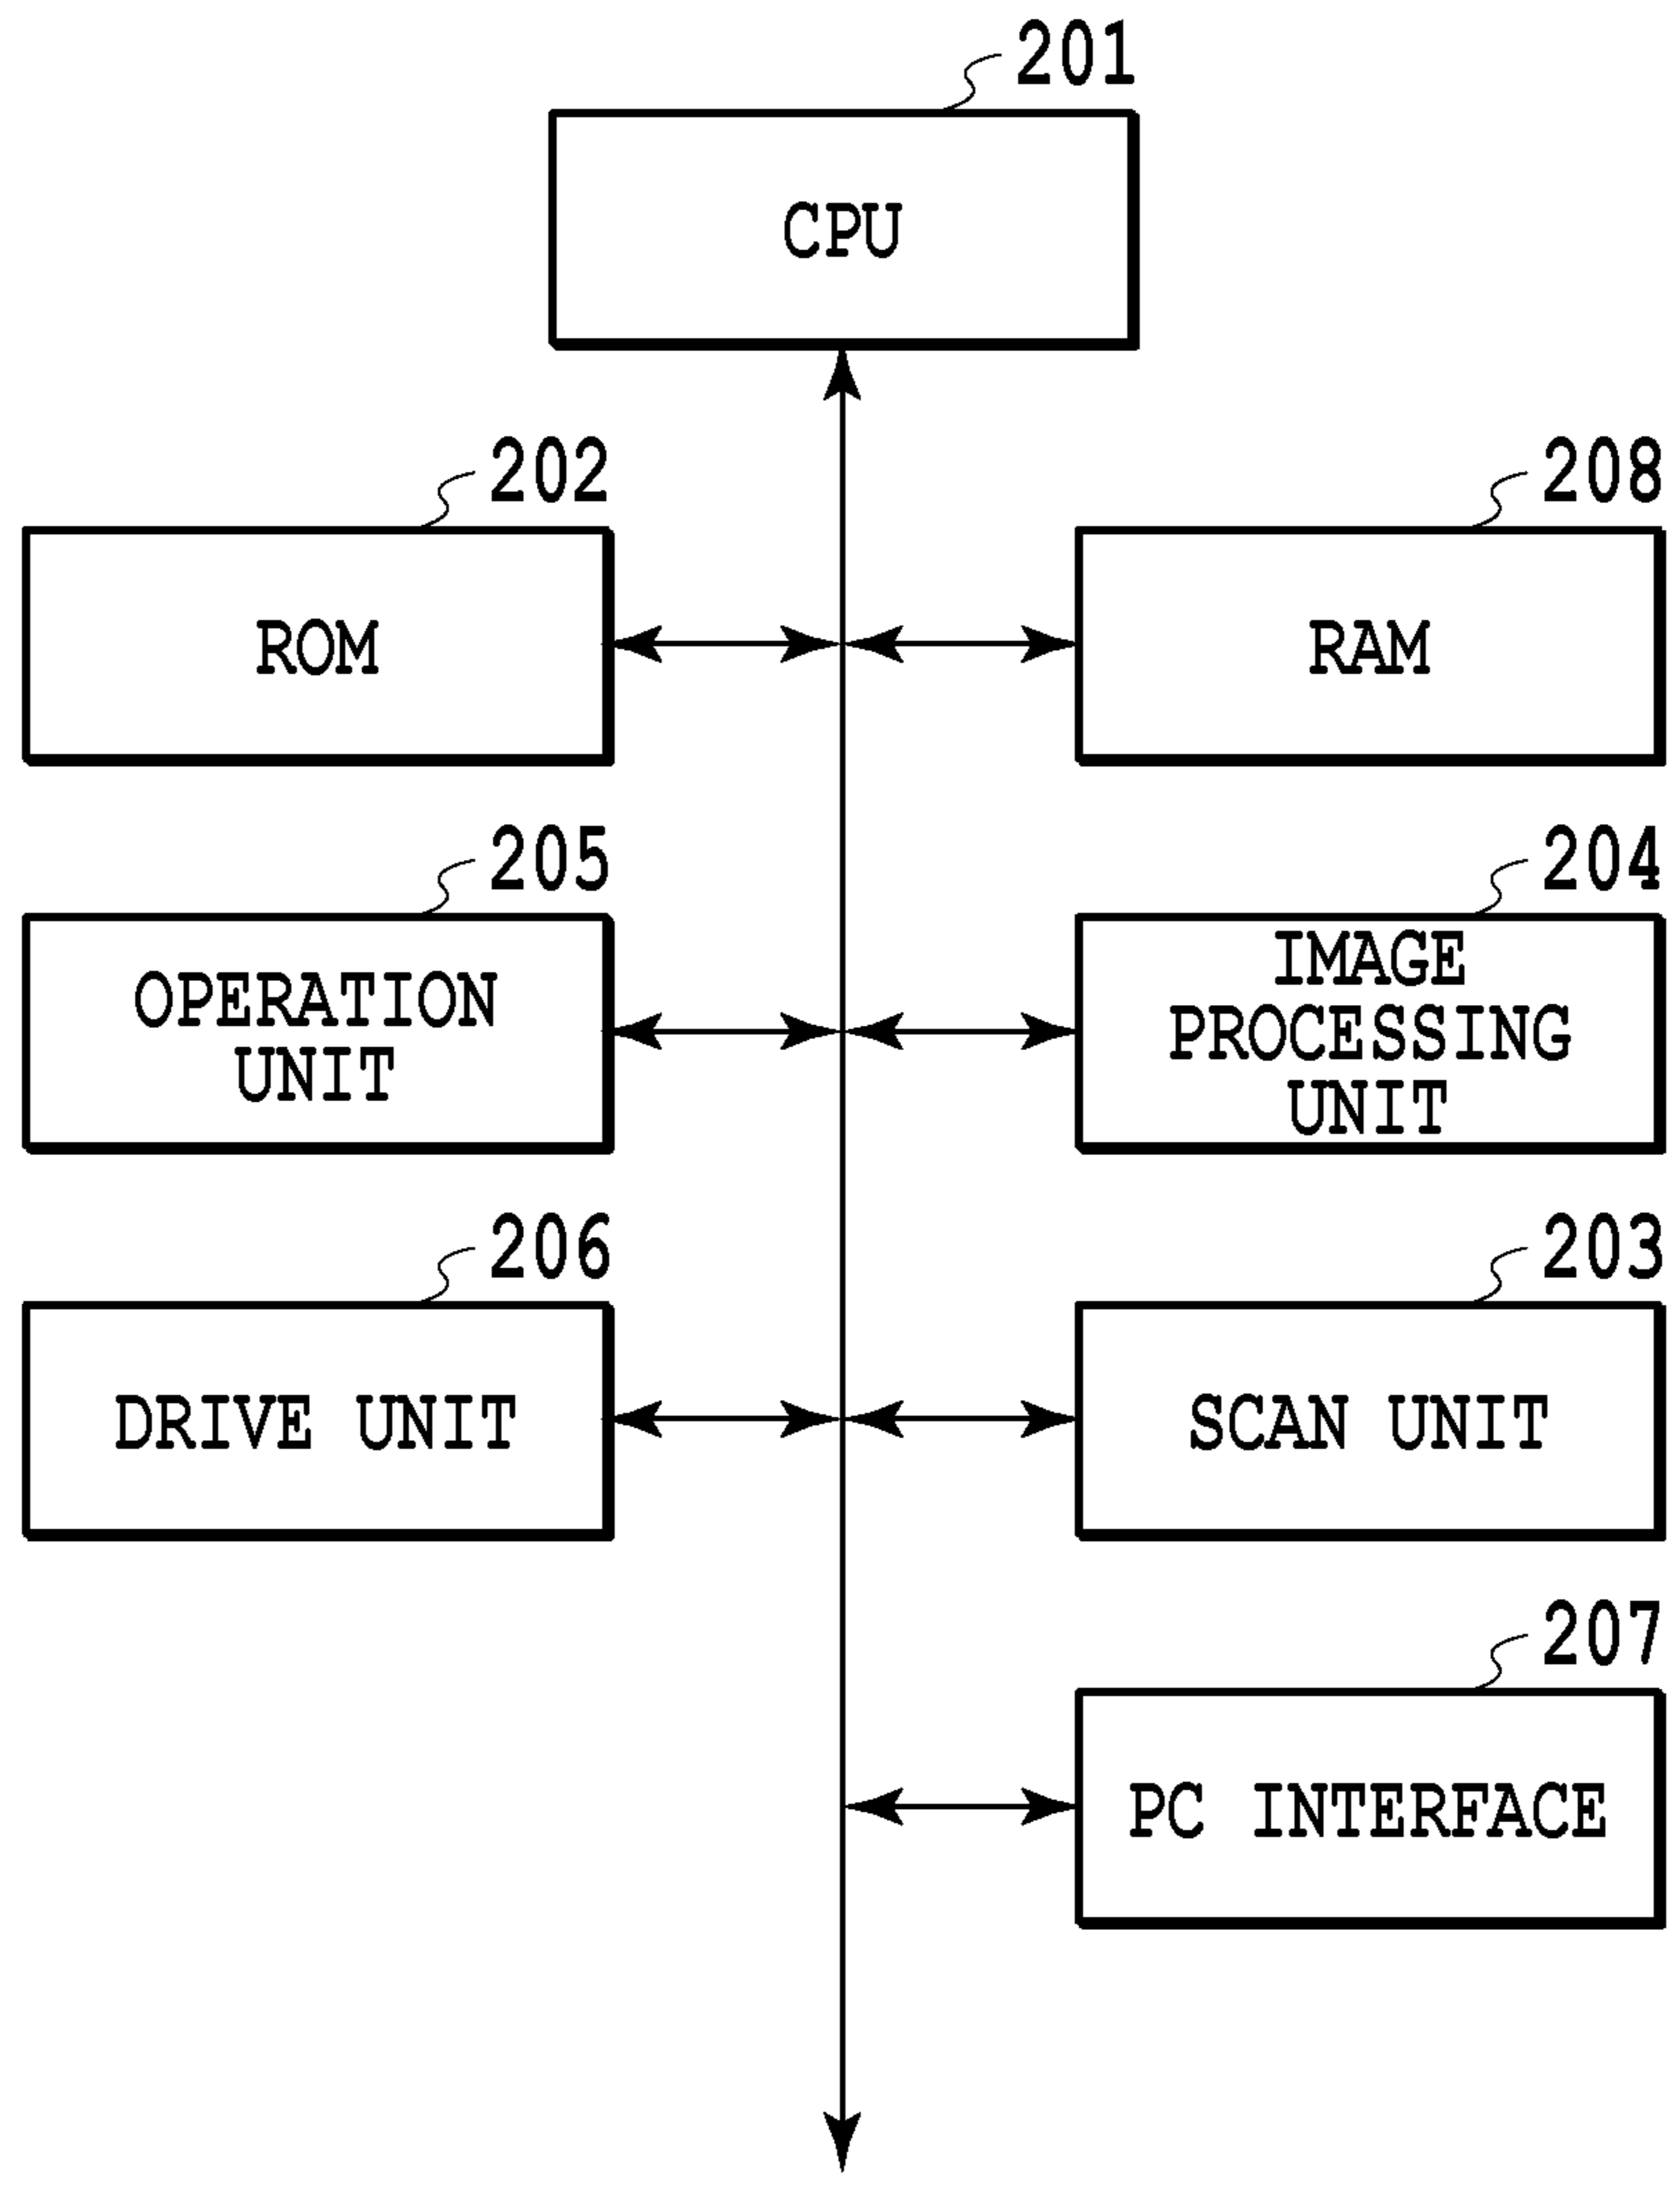 201
CPU
202
208
ROM
RAM
205
204
OPERATION
UNIT
IMAGE
PROCESSING
UNIT
206
203
DRIVE UNIT
SCAN UNIT
207
PC INTERFACE